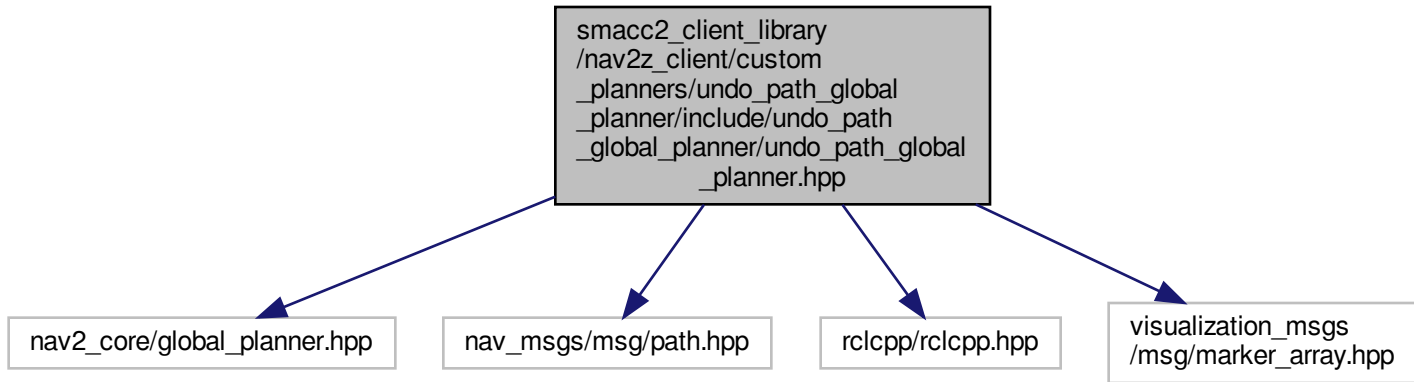 smacc2_client_library
/nav2z_client/custom
_planners/undo_path_global
_planner/include/undo_path
_global_planner/undo_path_global
_planner.hpp
nav2_core/global_planner.hpp
nav_msgs/msg/path.hpp
rclcpp/rclcpp.hpp
visualization_msgs
/msg/marker_array.hpp